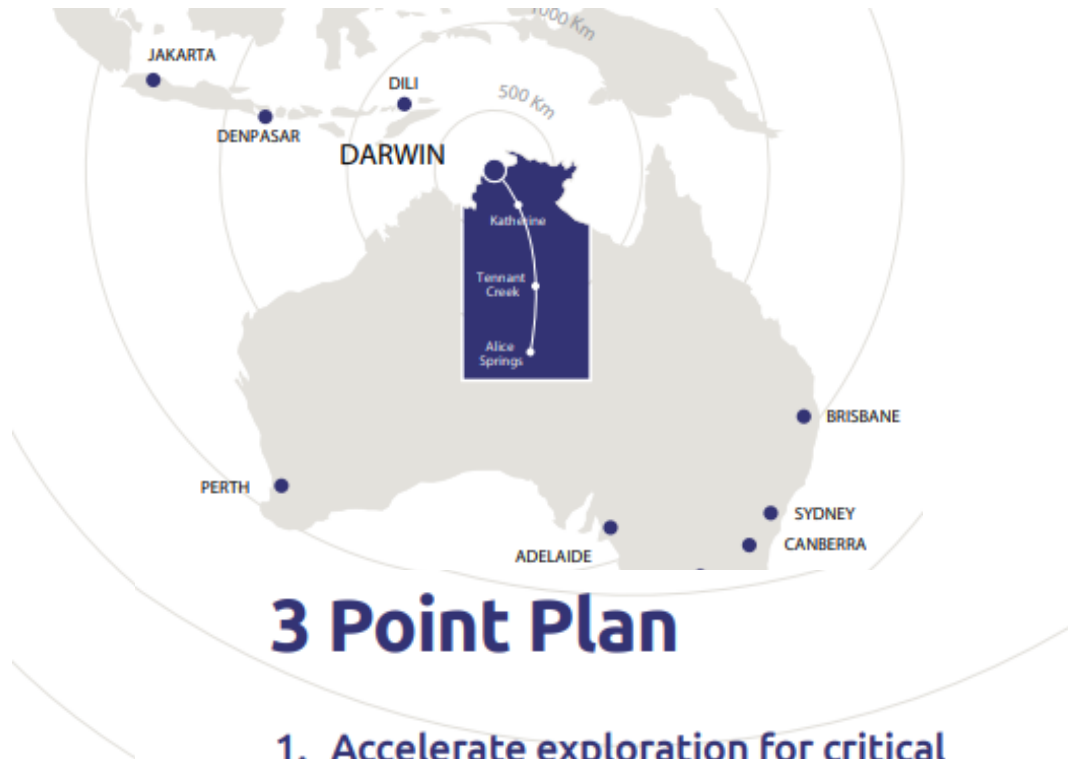 1000 Km
JAKARTA
DILI
500 Km
DENPASAR
DARWIN
Katherine
Tennant
Creek
Alice
Springs
BRISBANE
PERTH
SYDNEY
CANBERRA
ADELAIDE
3 Point Plan
1. Accelerate exploration for critical